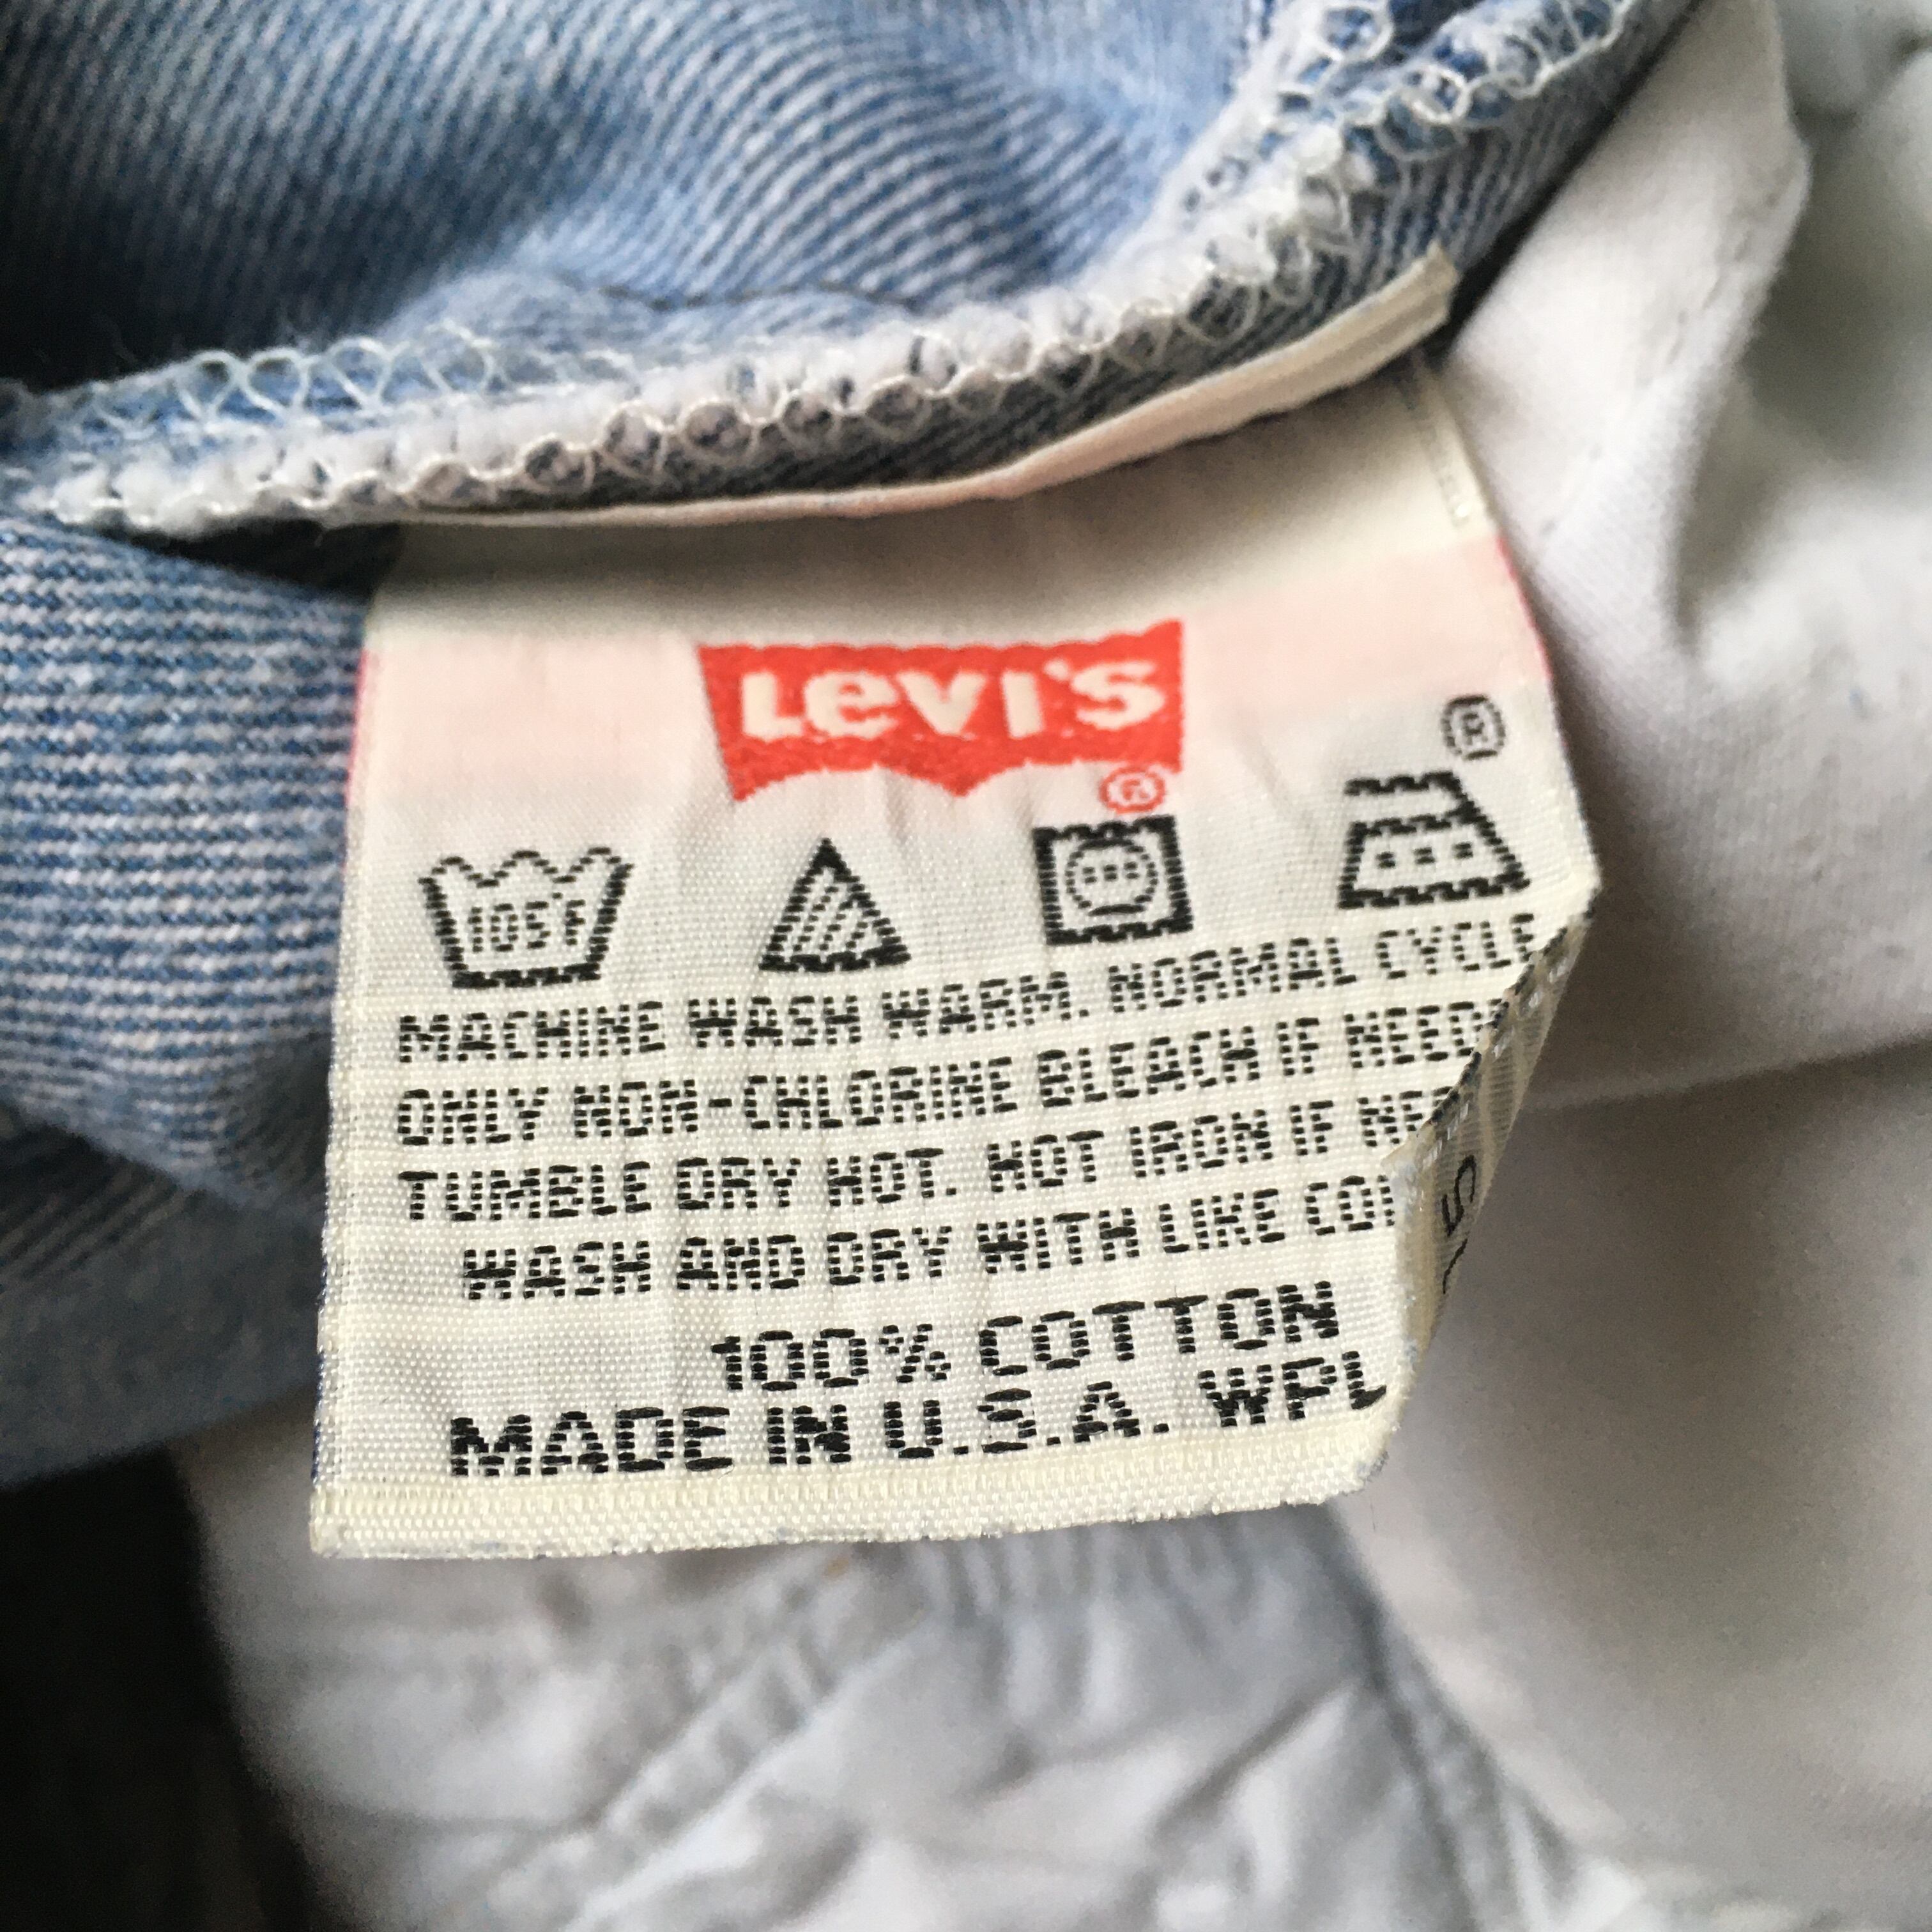 LEVI'S
®
®
105°F
MACHINE WASH WARM. NORMAL CYCLE
ONLY NON-CHLORINE BLEACH IF
TUMBLE DRY HOT. HOT IRON IF
WASH AND DRY WITH LIKE
100% COTTON
MADE IN U.S.A. WPL